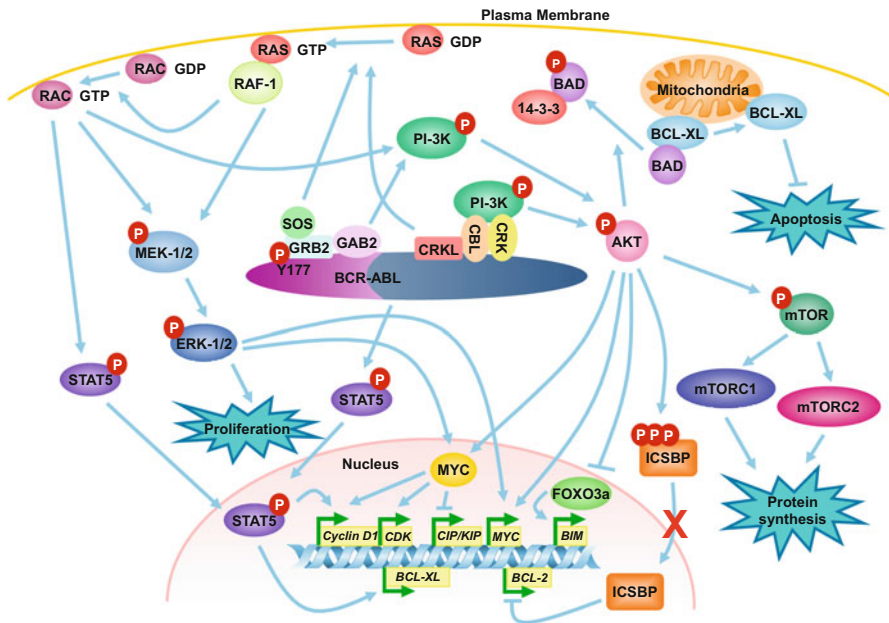 Plasma Membrane
RAS GTP
RAS GDP
RAC GDP
RAF-1
RAC GTP
P
BAD
14-3-3
Mitochondria
BCL-XL
BCL-XL
BAD
P
PI-3K
Apoptosis
P
PI-3K
P
AKT
SOS
GRB2
GAB2
P
Y177
CRKL
CBL
CRK
BCR-ABL
P
MEK-1/2
P
mTOR
P
ERK-1/2
P
STAT5
P
STAT5
mTORC1
mTORC2
Proliferation
P P P
ICSBP
Nucleus
MYC
FOXO3a
Protein
synthesis
P
STAT5
X
Cyclin D1
CDK
CIP/KIP
MYC
BIM
BCL-XL
BCL-2
ICSBP